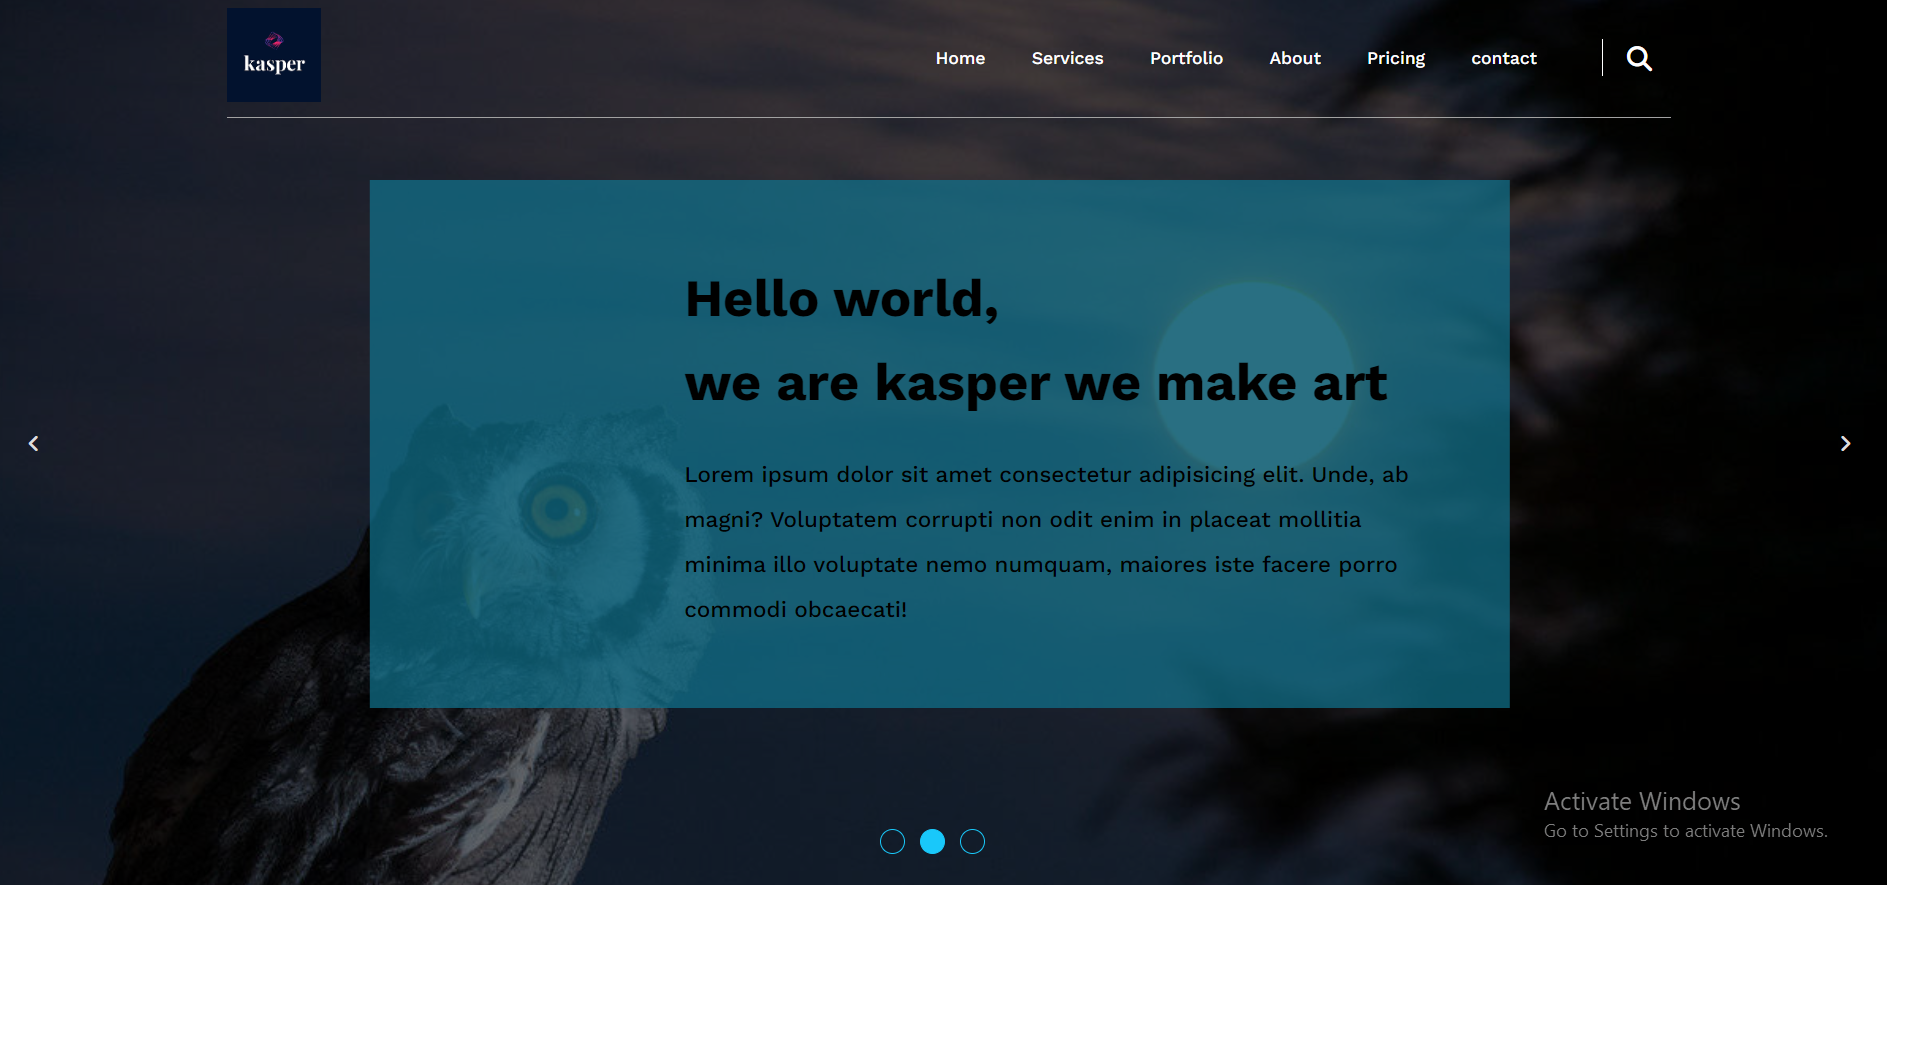 kasper
Home Services Portfolio About Pricing contact
Hello world,
we are kasper we make art
Lorem ipsum dolor sit amet consectetur adipisicing elit. Unde, ab
magni? Voluptatem corrupti non odit enim in placeat mollitia
minima illo voluptate nemo numquam, maiores iste facere porro
commodi obcaecati!
Activate Windows
Go to Settings to activate Windows.